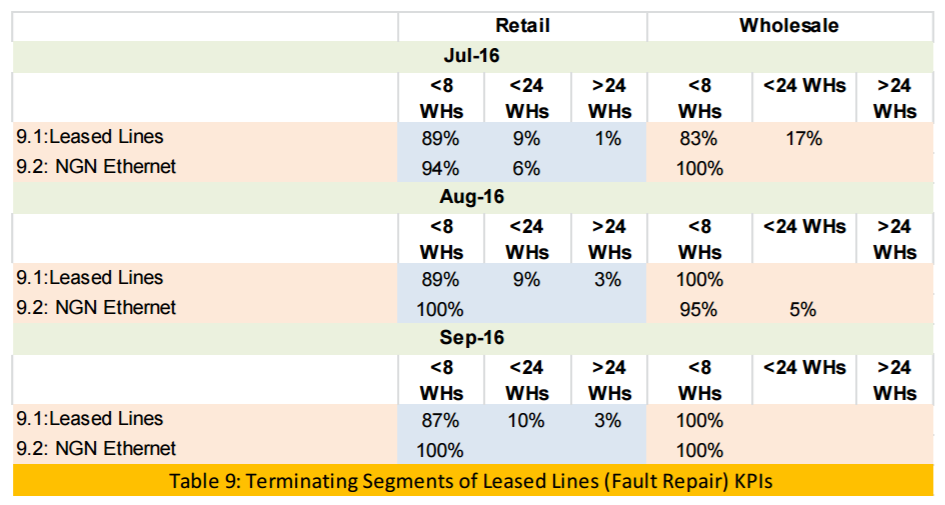 Retail Wholesale
Jul-16
<8 WHs <24 WHs >24 WHs <8 WHs <24 WHs >24 WHs
9.1:Leased Lines 89% 9% 1% 83% 17%
9.2: NGN Ethernet 94% 6% 100%
Aug-16
<8 WHs <24 WHs >24 WHs <8 WHs <24 WHs >24 WHs
9.1:Leased Lines 89% 9% 3% 100%
9.2: NGN Ethernet 100% 95% 5%
Sep-16
<8 WHs <24 WHs >24 WHs <8 WHs <24 WHs >24 WHs
9.1:Leased Lines 87% 10% 3% 100%
9.2: NGN Ethernet 100% 100%
Table 9: Terminating Segments of Leased Lines (Fault Repair) KPIs